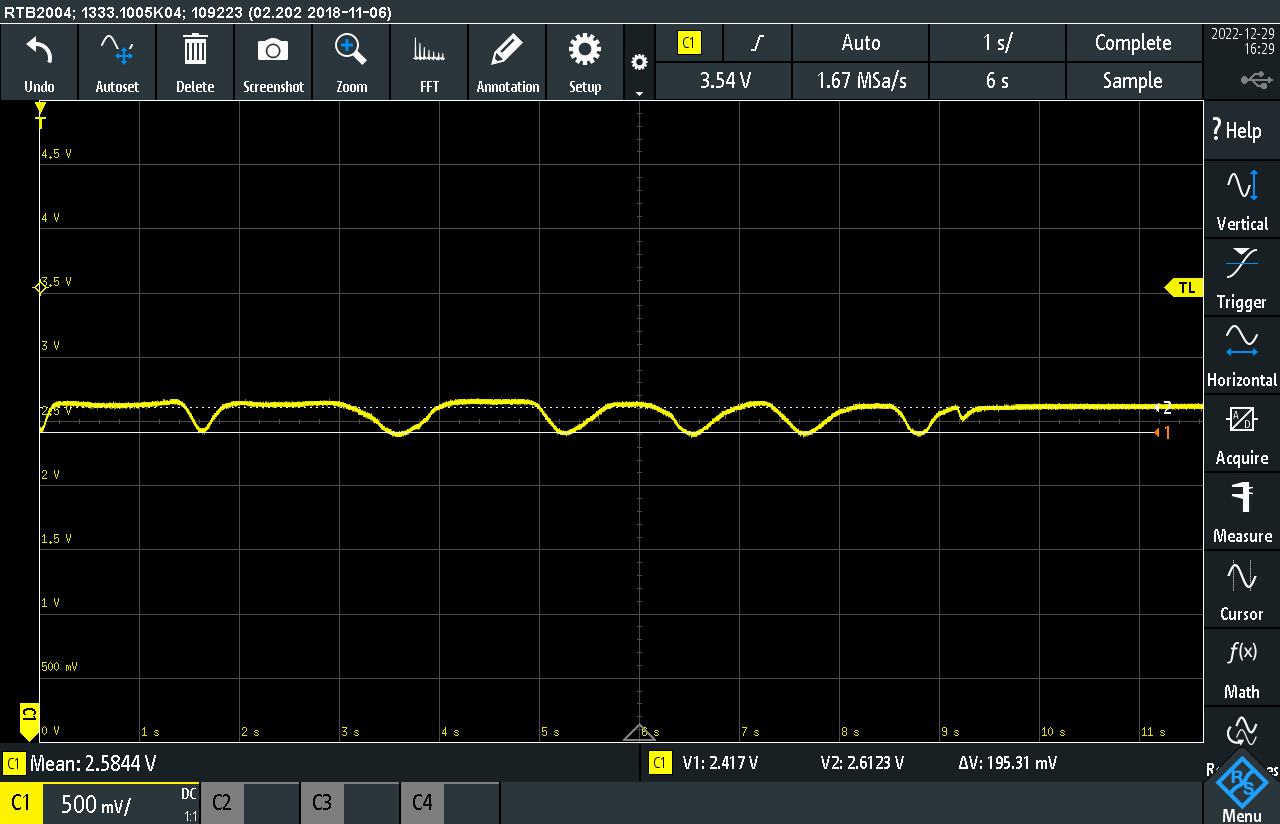 RTB2004; 1333.1005K04; 109223 (02.202 2018-11-06)
Undo
Autoset
Delete
Screenshot
Zoom
FFT
Annotation
Setup
C1
Auto
1 s/
Complete
3.54 V
1.67 MSa/s
6 s
Sample
2022-12-29
16:29
T
4.5 V
4 V
3.5 V
3 V
2.5 V
2 V
1.5 V
1 V
500 mV
0 V
1 s
2 s
3 s
4 s
5 s
6 s
7 s
8 s
9 s
10 s
11 s
TL
2
1
C1
? Help
Vertical
Trigger
Horizontal
A
D
Acquire
Measure
Cursor
f(x)
Math
R&S
Menu
C1 Mean: 2.5844 V
C1 V1: 2.417 V V2: 2.6123 V ΔV: 195.31 mV
C1 500 mV/ DC
1:1
C2
C3
C4